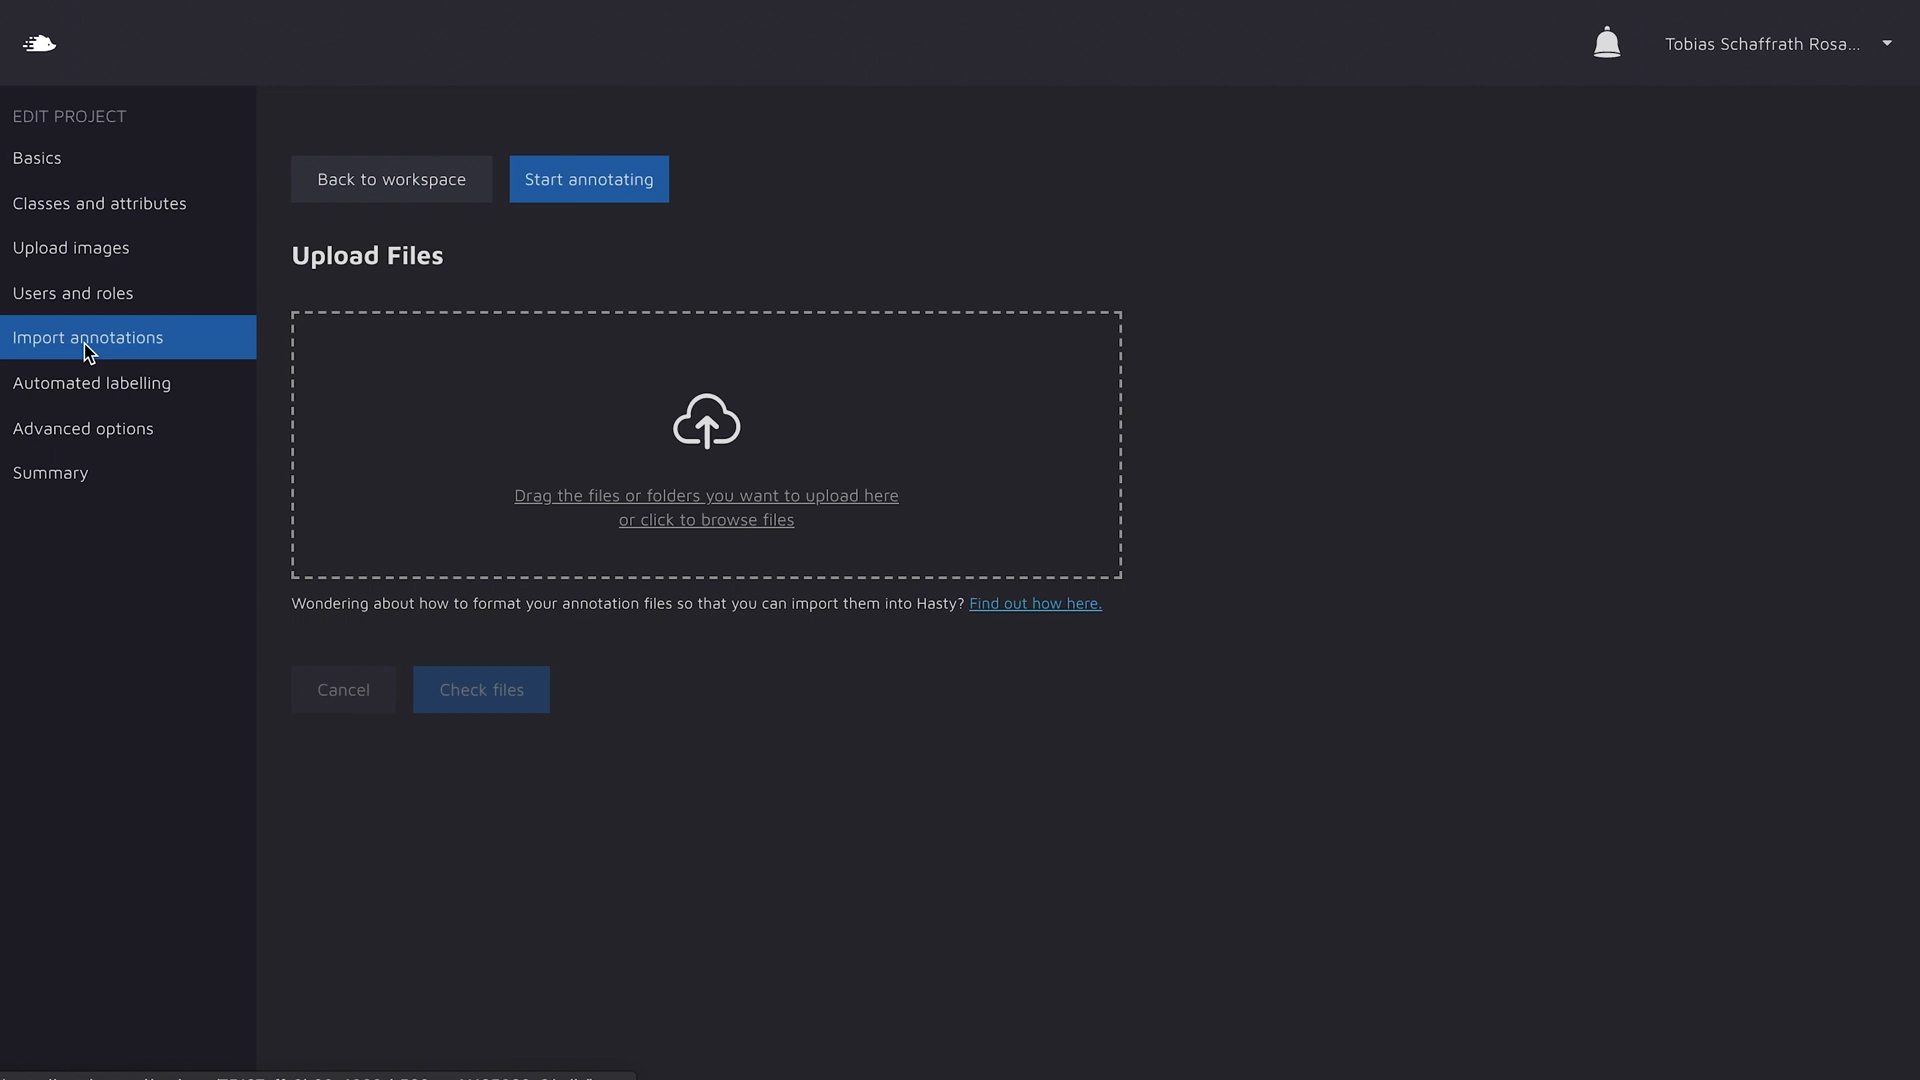 Tobias Schaffrath Rosa...
EDIT PROJECT
Basics
Classes and attributes
Upload images
Users and roles
Import annotations
Automated labelling
Advanced options
Summary
Back to workspace
Start annotating
Upload Files
Drag the files or folders you want to upload here
or click to browse files
Wondering about how to format your annotation files so that you can import them into Hasty? Find out how here.
Cancel
Check files